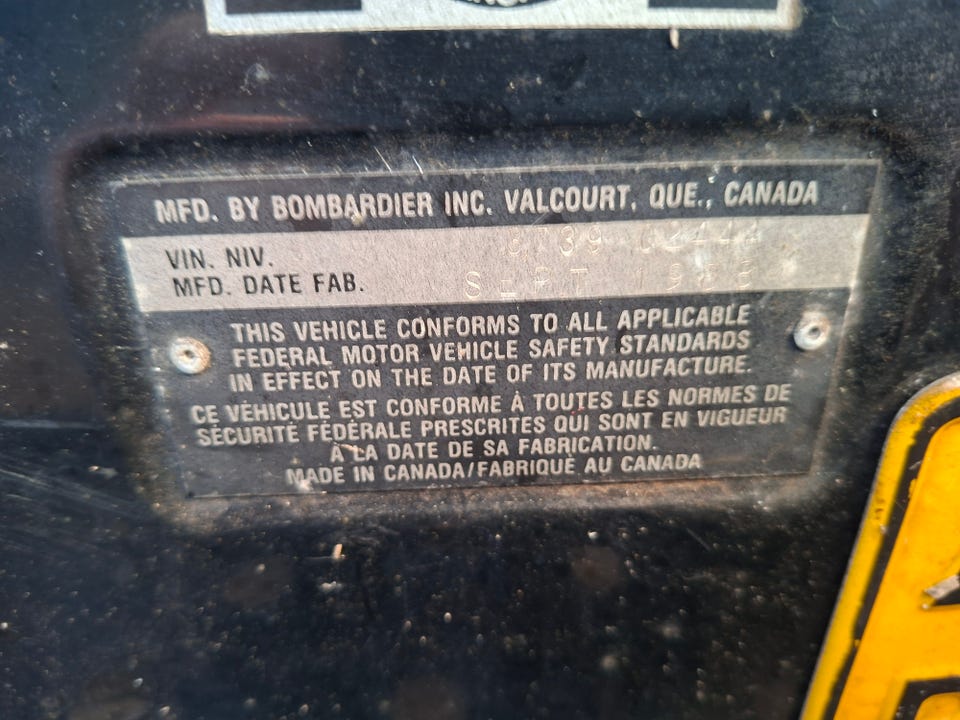 MFD. BY BOMBARDIER INC. VALCOURT, QUE., CANADA
VIN. NIV.
MFD. DATE FAB. SEPT 1988
THIS VEHICLE CONFORMS TO ALL APPLICABLE
FEDERAL MOTOR VEHICLE SAFETY STANDARDS
IN EFFECT ON THE DATE OF ITS MANUFACTURE.
CE VÉHICULE EST CONFORME À TOUTES LES NORMES DE
SÉCURITÉ FÉDÉRALE PRESCRITES QUI SONT EN VIGUEUR
À LA DATE DE SA FABRICATION.
MADE IN CANADA/FABRIQUÉ AU CANADA